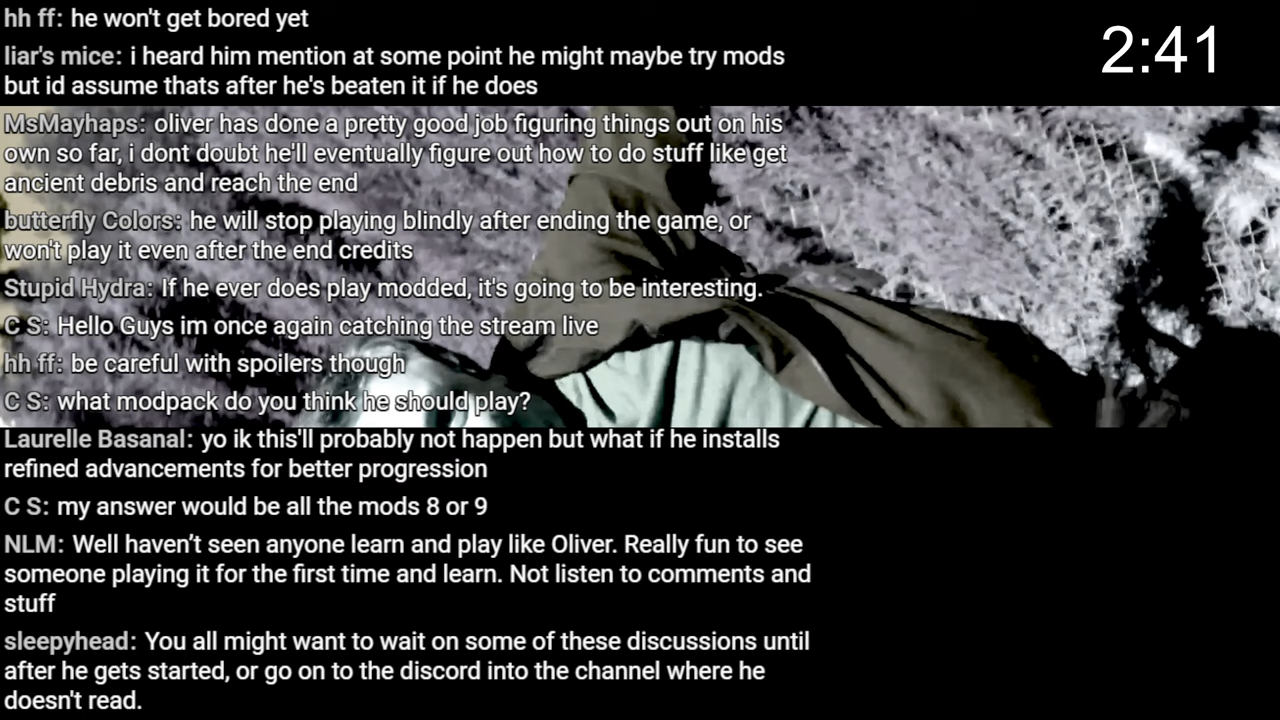 hh ff: he won't get bored yet
2:41
liar's mice: i heard him mention at some point he might maybe try mods
but id assume thats after he's beaten it if he does
MsMayhaps: oliver has done a pretty good job figuring things out on his
own so far, i dont doubt he'll eventually figure out how to do stuff like get
ancient debris and reach the end
butterfly Colors: he will stop playing blindly after ending the game, or
won't play it even after the end credits
Stupid Hydra: If he ever does play modded, it's going to be interesting.
C S: Hello Guys im once again catching the stream live
hh ff: be careful with spoilers though
C S: what modpack do you think he should play?
Laurelle Basanal: yo ik this'll probably not happen but what if he installs
refined advancements for better progression
C S: my answer would be all the mods 8 or 9
NLM: Well haven’t seen anyone learn and play like Oliver. Really fun to see
someone playing it for the first time and learn. Not listen to comments and
stuff
sleepyhead: You all might want to wait on some of these discussions until
after he gets started, or go on to the discord into the channel where he
doesn't read.